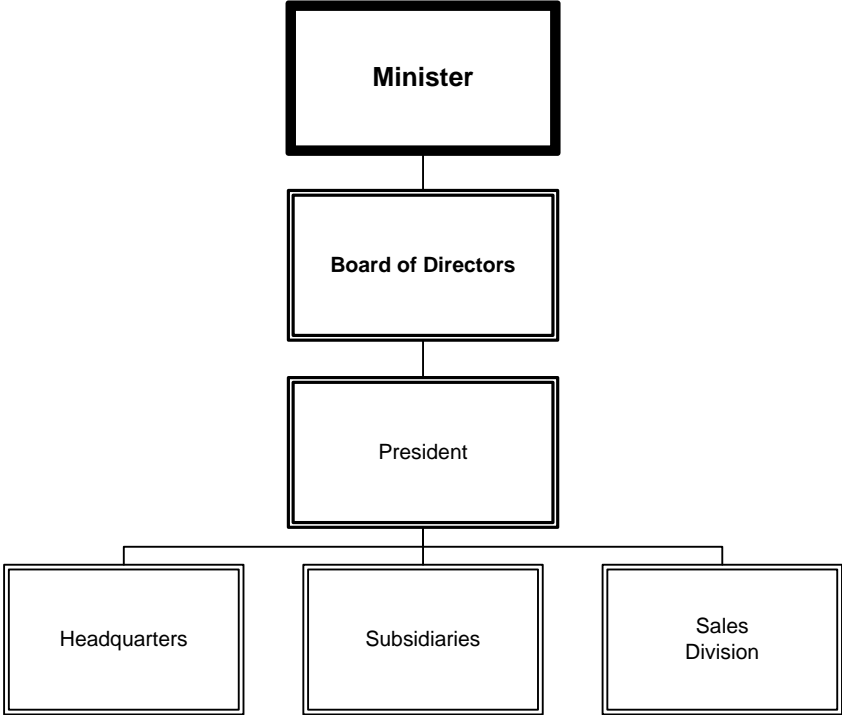 Minister
Board of Directors
President
Headquarters
Subsidiaries
Sales
Division